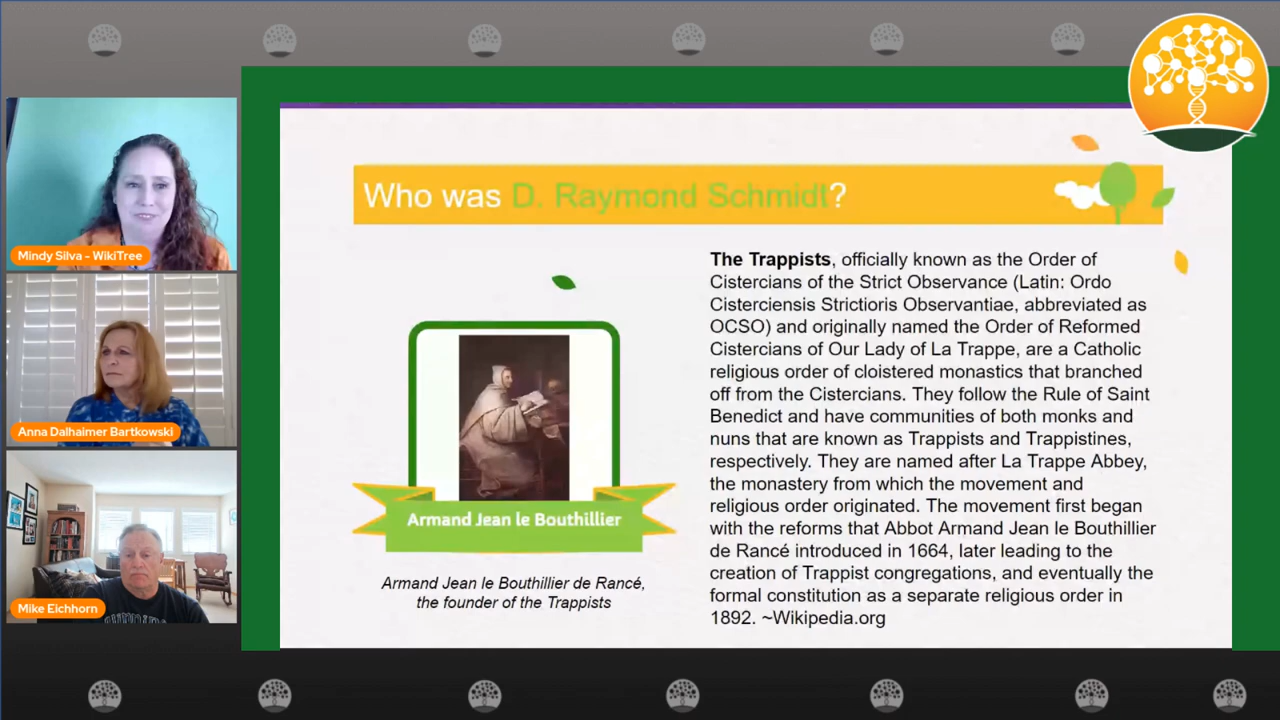 Mindy Silva - WikiTree
Anna Dalhaimer Bartkowski
Mike Eichhorn
Who was D. Raymond Schmidt?
Armand Jean le Bouthillier
Armand Jean le Bouthillier de Rancé,
the founder of the Trappists
The Trappists, officially known as the Order of
Cistercians of the Strict Observance (Latin: Ordo
Cisterciensis Strictioris Observantiae, abbreviated as
OCSO) and originally named the Order of Reformed
Cistercians of Our Lady of La Trappe, are a Catholic
religious order of cloistered monastics that branched
off from the Cistercians. They follow the Rule of Saint
Benedict and have communities of both monks and
nuns that are known as Trappists and Trappistines,
respectively. They are named after La Trappe Abbey,
the monastery from which the movement and
religious order originated. The movement first began
with the reforms that Abbot Armand Jean le Bouthillier
de Rancé introduced in 1664, later leading to the
creation of Trappist congregations, and eventually the
formal constitution as a separate religious order in
1892. ~Wikipedia.org